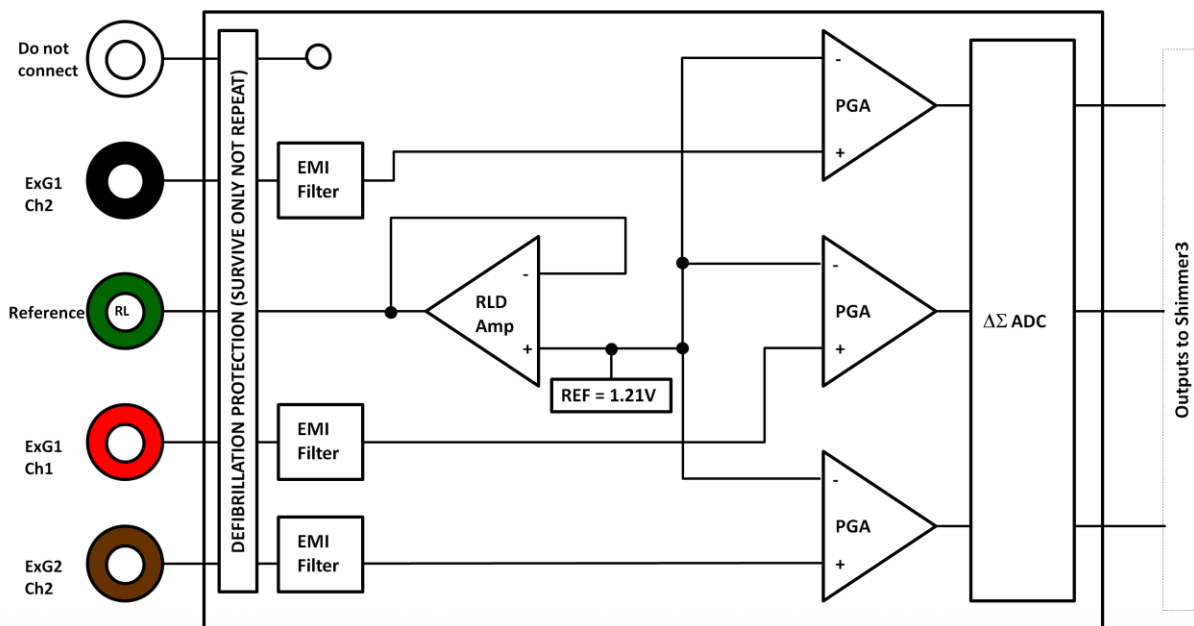 Do not
connect
ExG1
Ch2
Reference
RL
ExG1
Ch1
ExG2
Ch2
DEFIBRILLATION PROTECTION (SURVIVE ONLY NOT REPEAT)
EMI
Filter
RLD
Amp
-
+
REF = 1.21V
EMI
Filter
EMI
Filter
-
PGA
+
-
PGA
+
-
PGA
+
ΔΣ ADC
Outputs to Shimmer3